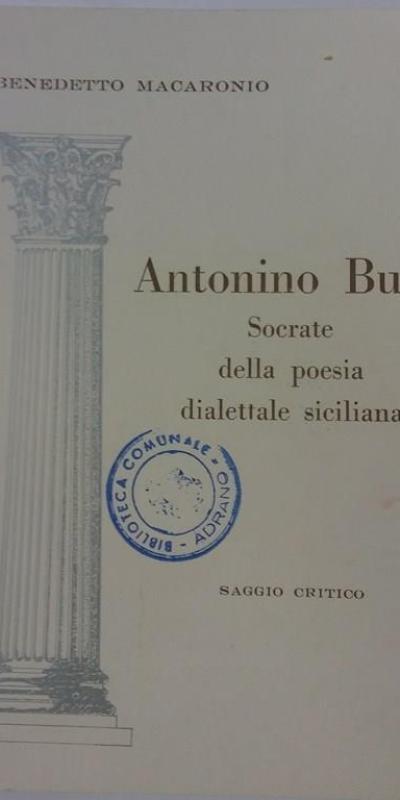 BENEDETTO MACARONIO
Antonino Bu
Socrate
della poesia
dialettale siciliana
BIBLIOTECA COMUNALE - ADRANO -
SAGGIO CRITICO